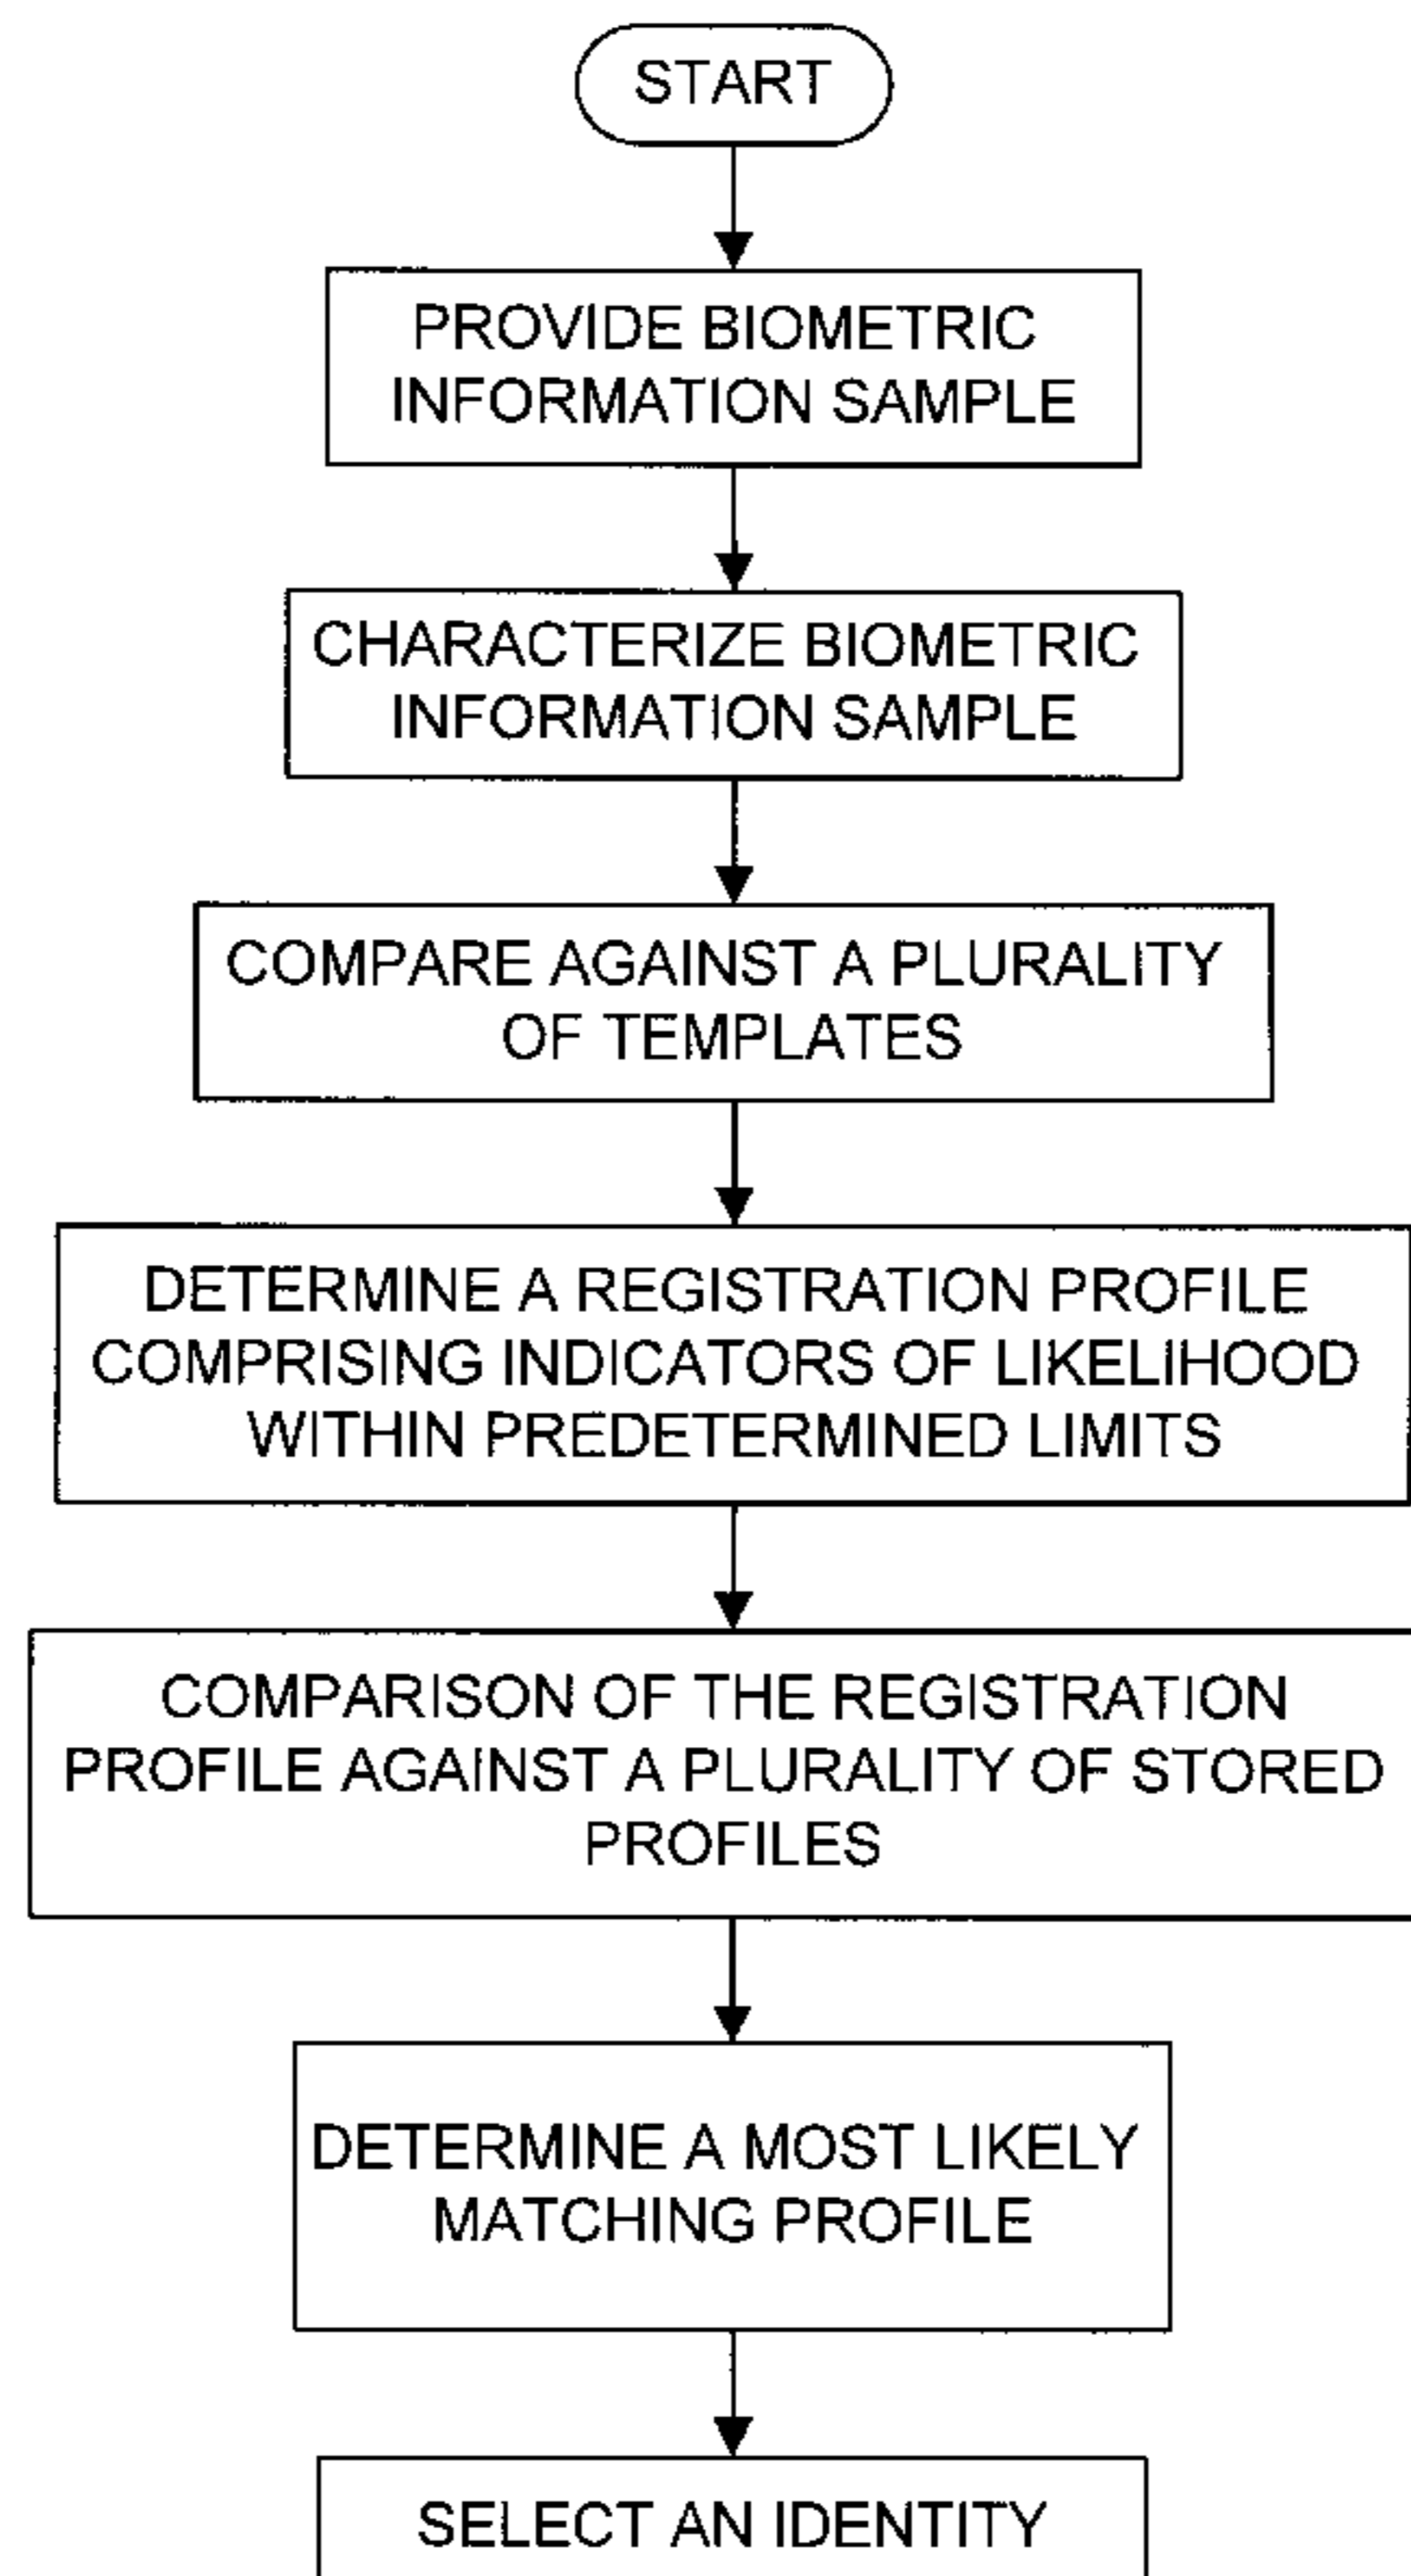 START
PROVIDE BIOMETRIC
INFORMATION SAMPLE
CHARACTERIZE BIOMETRIC
INFORMATION SAMPLE
COMPARE AGAINST A PLURALITY
OF TEMPLATES
DETERMINE A REGISTRATION PROFILE
COMPRISING INDICATORS OF LIKELIHOOD
WITHIN PREDETERMINED LIMITS
COMPARISON OF THE REGISTRATION
PROFILE AGAINST A PLURALITY OF STORED
PROFILES
DETERMINE A MOST LIKELY
MATCHING PROFILE
SELECT AN IDENTITY